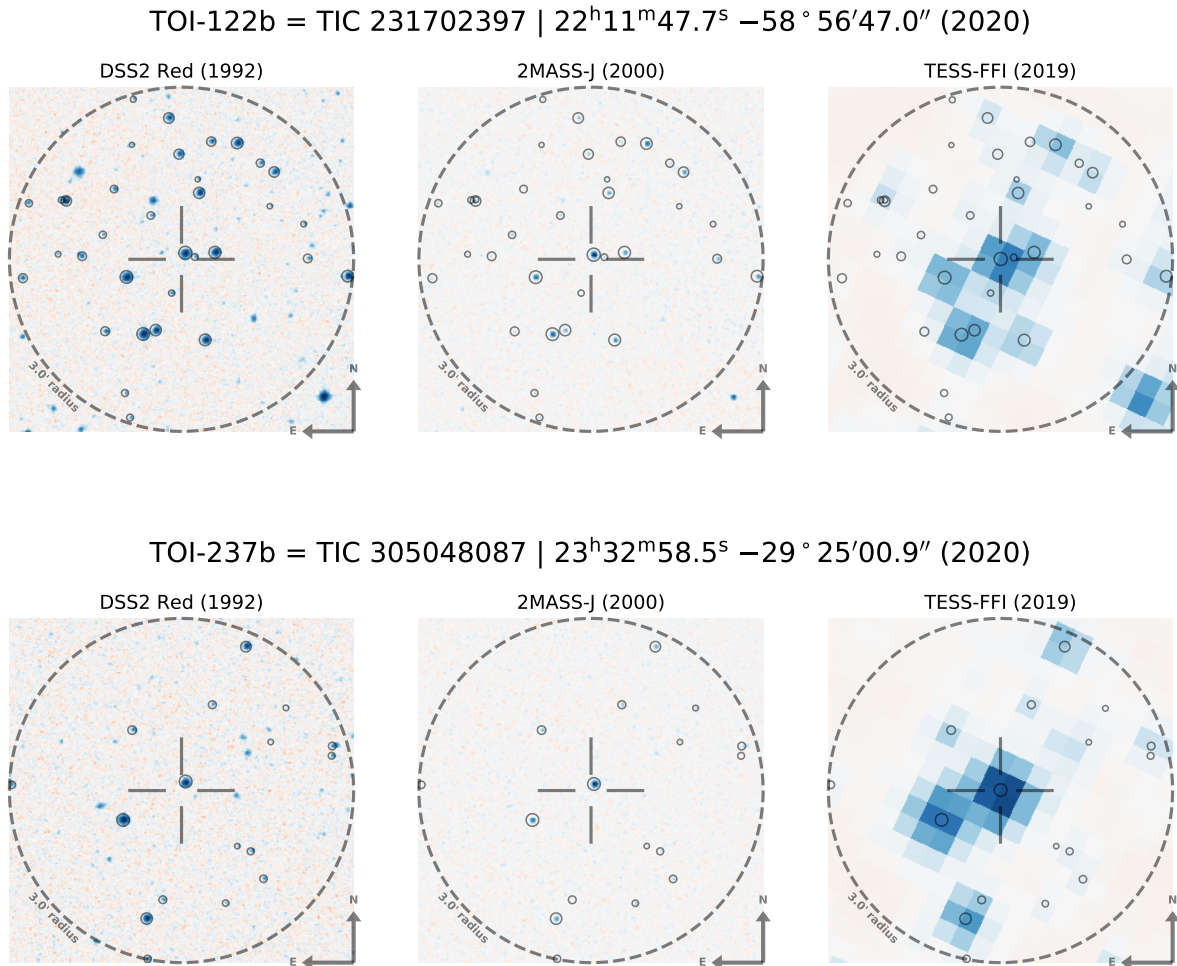 TOI-122b = TIC 231702397 | 22ʰ11ᵐ47.7ˢ −58°56′47.0″ (2020)
DSS2 Red (1992) 2MASS-J (2000) TESS-FFI (2019)
3.0' radius N E 3.0' radius N E 3.0' radius N E
TOI-237b = TIC 305048087 | 23ʰ32ᵐ58.5ˢ −29°25′00.9″ (2020)
DSS2 Red (1992) 2MASS-J (2000) TESS-FFI (2019)
3.0' radius N E 3.0' radius N E 3.0' radius N E